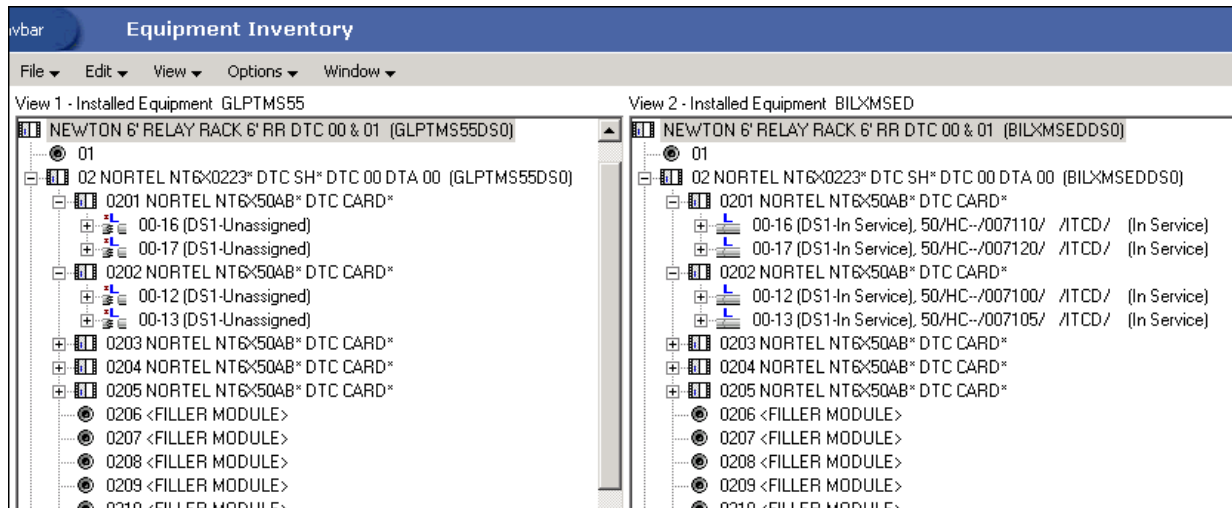 vbar Equipment Inventory
File Edit View Options Window
View 1 - Installed Equipment GLPTMS55
NEWTON 6' RELAY RACK 6' RR DTC 00 & 01 (GLPTMS55DS0)
01
02 NORTEL NT6X0223* DTC SH* DTC 00 DTA 00 (GLPTMS55DS0)
0201 NORTEL NT6X50AB* DTC CARD*
00-16 (DS1-Unassigned)
00-17 (DS1-Unassigned)
0202 NORTEL NT6X50AB* DTC CARD*
00-12 (DS1-Unassigned)
00-13 (DS1-Unassigned)
0203 NORTEL NT6X50AB* DTC CARD*
0204 NORTEL NT6X50AB* DTC CARD*
0205 NORTEL NT6X50AB* DTC CARD*
0206 <FILLER MODULE>
0207 <FILLER MODULE>
0208 <FILLER MODULE>
0209 <FILLER MODULE>
0210 <FILLER MODULE>
View 2 - Installed Equipment BILXMSED
NEWTON 6' RELAY RACK 6' RR DTC 00 & 01 (BILXMSEDDS0)
01
02 NORTEL NT6X0223* DTC SH* DTC 00 DTA 00 (BILXMSEDDS0)
0201 NORTEL NT6X50AB* DTC CARD*
00-16 (DS1-In Service), 50/HC--/007110/ /ITCD/ (In Service)
00-17 (DS1-In Service), 50/HC--/007120/ /ITCD/ (In Service)
0202 NORTEL NT6X50AB* DTC CARD*
00-12 (DS1-In Service), 50/HC--/007100/ /ITCD/ (In Service)
00-13 (DS1-In Service), 50/HC--/007105/ /ITCD/ (In Service)
0203 NORTEL NT6X50AB* DTC CARD*
0204 NORTEL NT6X50AB* DTC CARD*
0205 NORTEL NT6X50AB* DTC CARD*
0206 <FILLER MODULE>
0207 <FILLER MODULE>
0208 <FILLER MODULE>
0209 <FILLER MODULE>
0210 <FILLER MODULE>